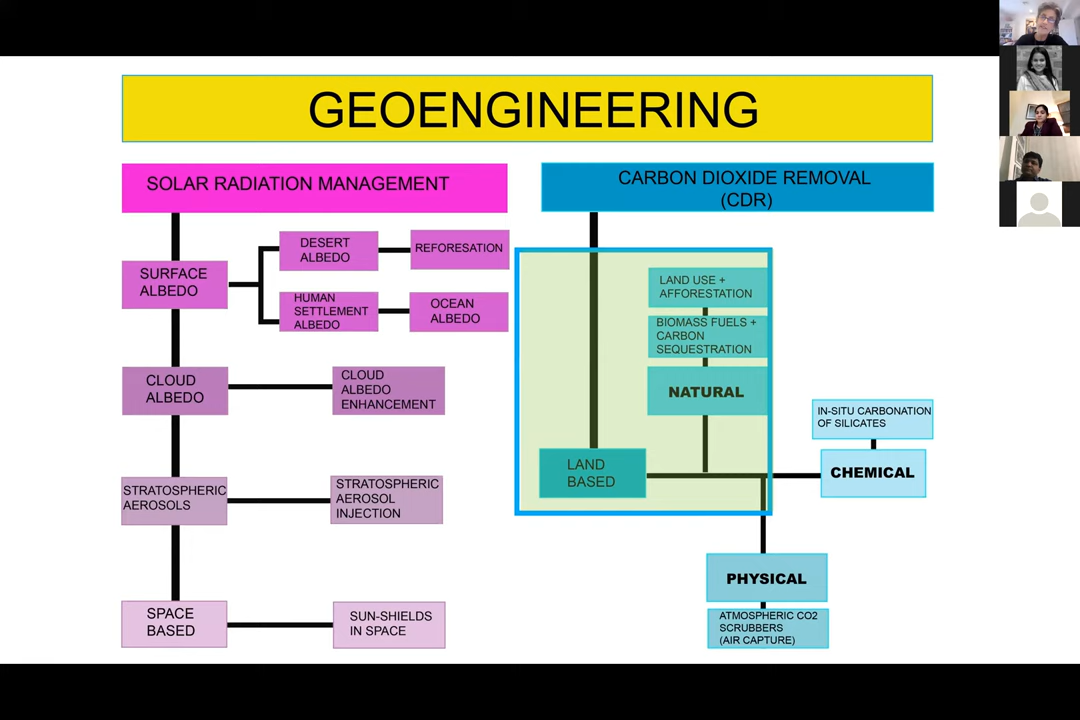 GEOENGINEERING
SOLAR RADIATION MANAGEMENT
SURFACE
ALBEDO
DESERT
ALBEDO
REFORESATION
HUMAN
SETTLEMENT
ALBEDO
OCEAN
ALBEDO
CLOUD
ALBEDO
CLOUD
ALBEDO
ENHANCEMENT
STRATOSPHERIC
AEROSOLS
STRATOSPHERIC
AEROSOL
INJECTION
SPACE
BASED
SUN-SHIELDS
IN SPACE
CARBON DIOXIDE REMOVAL
(CDR)
LAND USE +
AFFORESTATION
BIOMASS FUELS +
CARBON
SEQUESTRATION
NATURAL
LAND
BASED
IN-SITU CARBONATION
OF SILICATES
CHEMICAL
PHYSICAL
ATMOSPHERIC CO2
SCRUBBERS
(AIR CAPTURE)